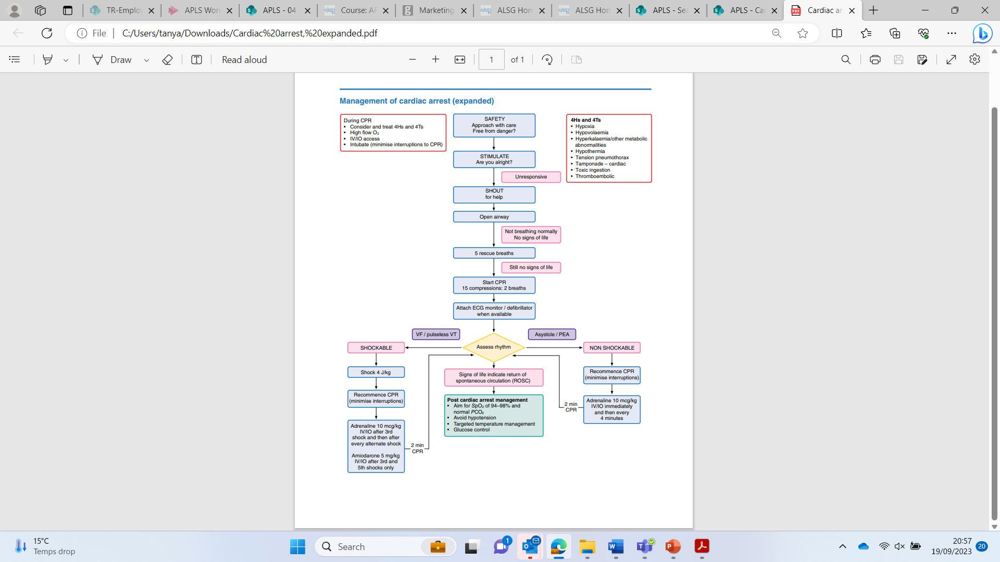 TR-Employ
APLS Wor
APLS - 04
Course: AP
Marketing
ALSG Hom
ALSG Hom
APLS - Sea
APLS - Ca
Cardiac ar
File
C:/Users/tanya/Downloads/Cardiac%20arrest,%20expanded.pdf
Draw
Read aloud
1
of 1
Management of cardiac arrest (expanded)
During CPR
• Consider and treat 4Hs and 4Ts
• High flow O₂
• IV/IO access
• Intubate (minimise interruptions to CPR)
SAFETY
Approach with care
Free from danger?
4Hs and 4Ts
• Hypoxia
• Hypovolaemia
• Hyperkalaemia/other metabolic
abnormalities
• Hypothermia
• Tension pneumothorax
• Tamponade – cardiac
• Toxic ingestion
• Thromboembolic
STIMULATE
Are you alright?
Unresponsive
SHOUT
for help
Open airway
Not breathing normally
No signs of life
5 rescue breaths
Still no signs of life
Start CPR
15 compressions: 2 breaths
Attach ECG monitor / defibrillator
when available
VF / pulseless VT
Asystole / PEA
SHOCKABLE
Assess rhythm
NON SHOCKABLE
Shock 4 J/kg
Recommence CPR
(minimise interruptions)
Adrenaline 10 mcg/kg
IV/IO after 3rd
shock and then after
every alternate shock
Amiodarone 5 mg/kg
IV/IO after 3rd and
5th shocks only
2 min
CPR
Signs of life indicate return of
spontaneous circulation (ROSC)
Post cardiac arrest management
• Aim for SpO₂ of 94–98% and
normal PCO₂
• Avoid hypotension
• Targeted temperature management
• Glucose control
Recommence CPR
(minimise interruptions)
Adrenaline 10 mcg/kg
IV/IO immediately
and then every
4 minutes
2 min
CPR
15°C
Temps drop
Search
1
20:57
19/09/2023
20